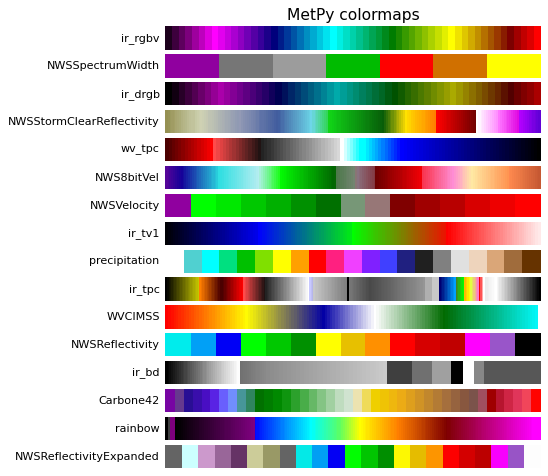 MetPy colormaps
ir_rgbv
NWSSpectrumWidth
ir_drgb
NWSStormClearReflectivity
wv_tpc
NWS8bitVel
NWSVelocity
ir_tv1
precipitation
ir_tpc
WVCIMSS
NWSReflectivity
ir_bd
Carbone42
rainbow
NWSReflectivityExpanded